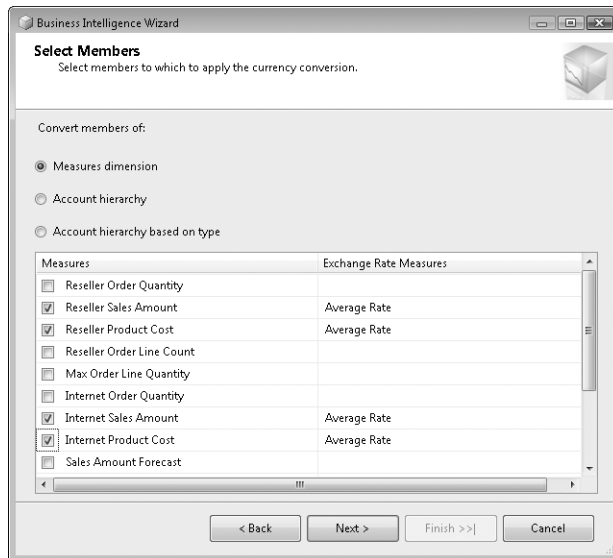 Business Intelligence Wizard
Select Members
Select members to which to apply the currency conversion.
Convert members of:
Measures dimension
Account hierarchy
Account hierarchy based on type
Measures Exchange Rate Measures
Reseller Order Quantity
Reseller Sales Amount Average Rate
Reseller Product Cost Average Rate
Reseller Order Line Count
Max Order Line Quantity
Internet Order Quantity
Internet Sales Amount Average Rate
Internet Product Cost Average Rate
Sales Amount Forecast
< Back Next > Finish >>| Cancel